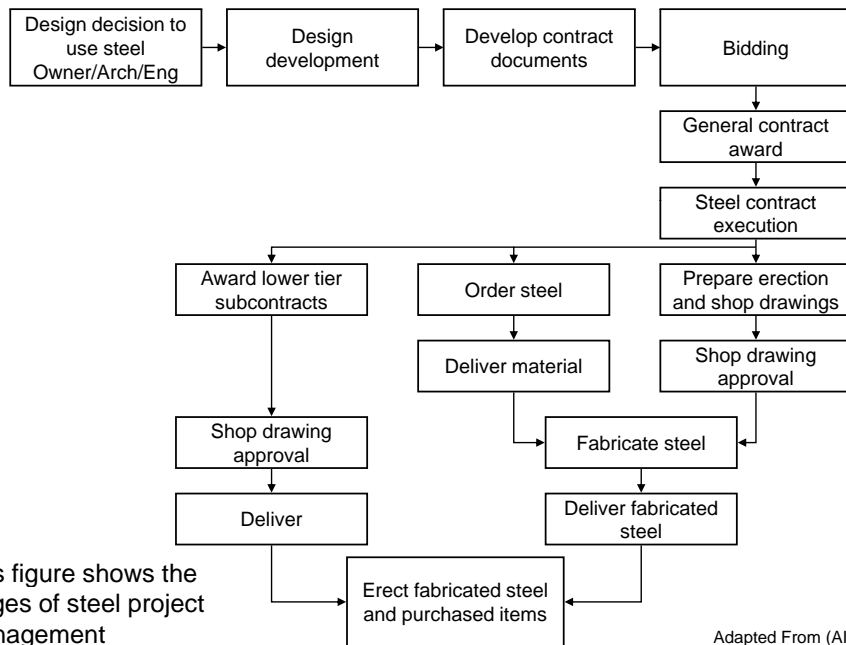 Design decision to
use steel
Owner/Arch/Eng
Design
development
Develop contract
documents
Bidding
General contract
award
Steel contract
execution
Award lower tier
subcontracts
Order steel
Prepare erection
and shop drawings
Deliver material
Shop drawing
approval
Shop drawing
approval
Fabricate steel
Deliver
Deliver fabricated
steel
Erect fabricated steel
and purchased items
figure shows the
of steel project
Adapted From